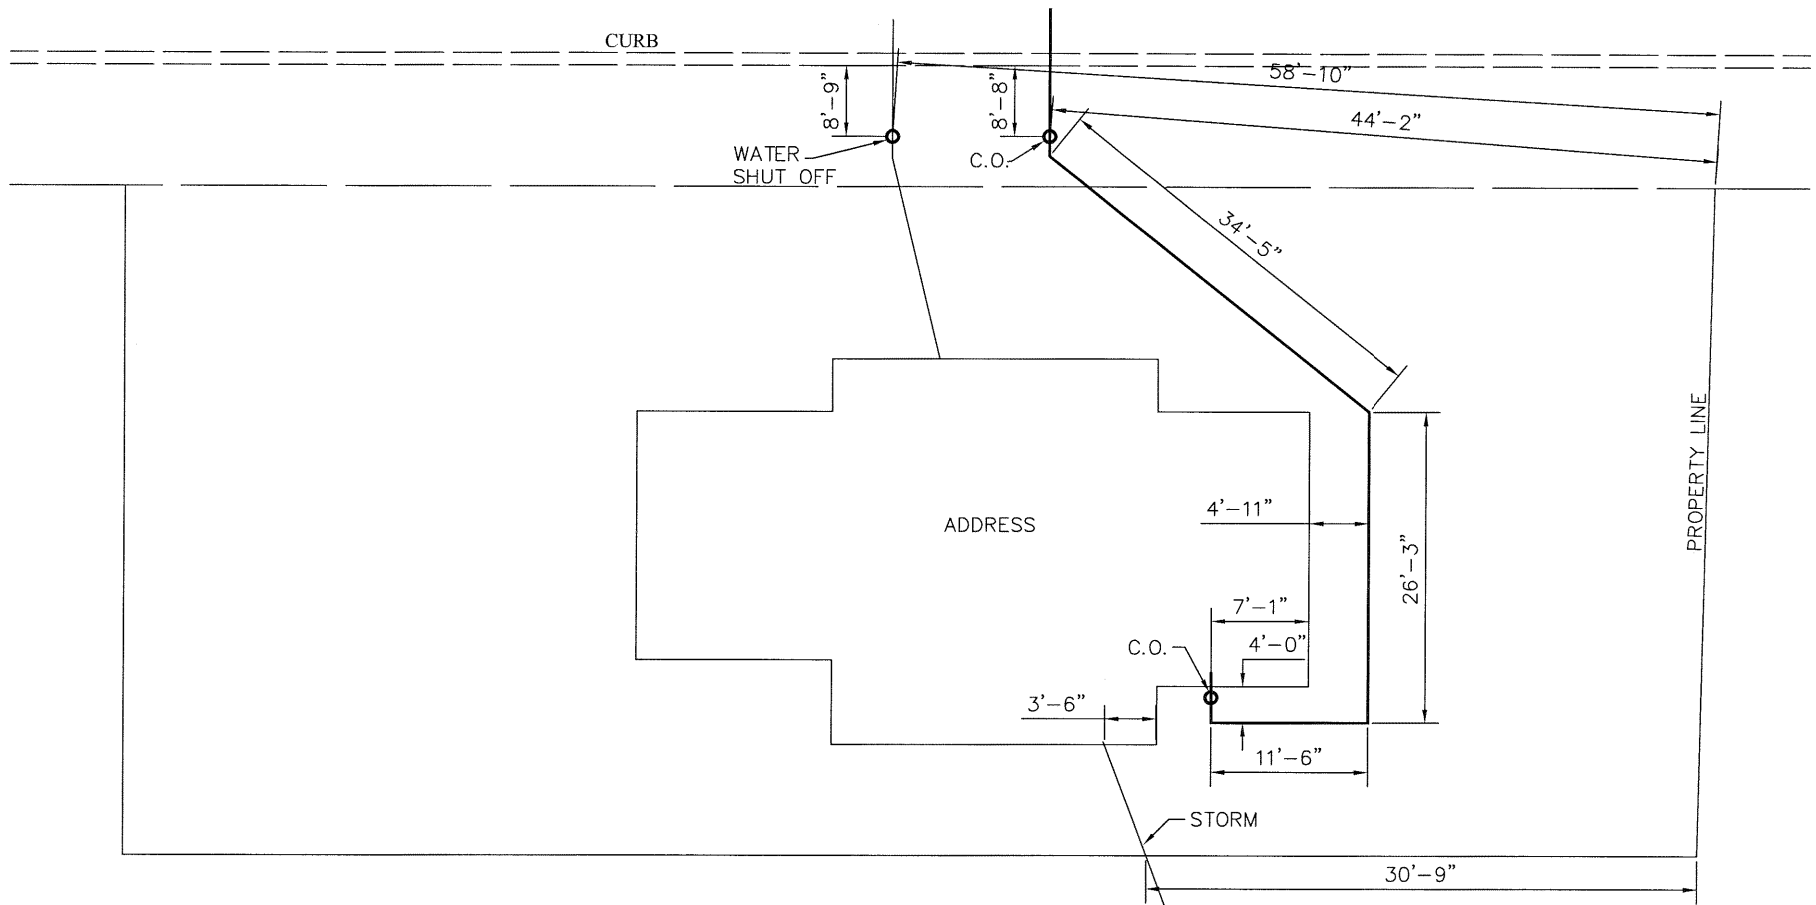 CURB
58'-10"
8'-9"
8'-8"
44'-2"
WATER
SHUT OFF
C.O.
34'-5"
PROPERTY LINE
4'-11"
ADDRESS
26'-3"
7'-1"
C.O.
4'-0"
3'-6"
11'-6"
STORM
30'-9"